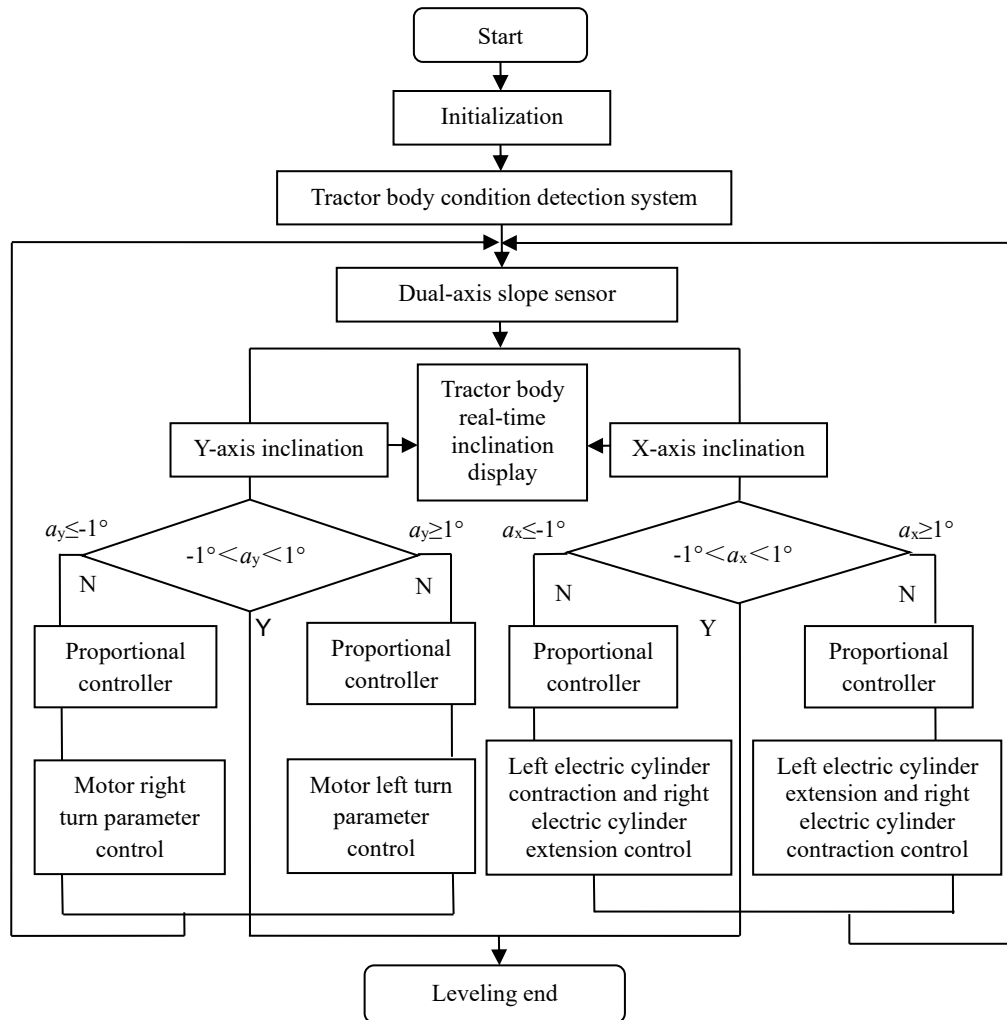 Start
Initialization
Tractor body condition detection system
Dual-axis slope sensor
Tractor body
real-time
inclination
display
Y-axis inclination
X-axis inclination
aᵧ≤-1°
-1°＜aᵧ＜1°
aᵧ≥1°
aₓ≤-1°
-1°＜aₓ＜1°
aₓ≥1°
N
N
N
N
Y
Y
Proportional
controller
Proportional
controller
Proportional
controller
Proportional
controller
Motor right
turn parameter
control
Motor left turn
parameter
control
Left electric cylinder
contraction and right
electric cylinder
extension control
Left electric cylinder
extension and right
electric cylinder
contraction control
Leveling end